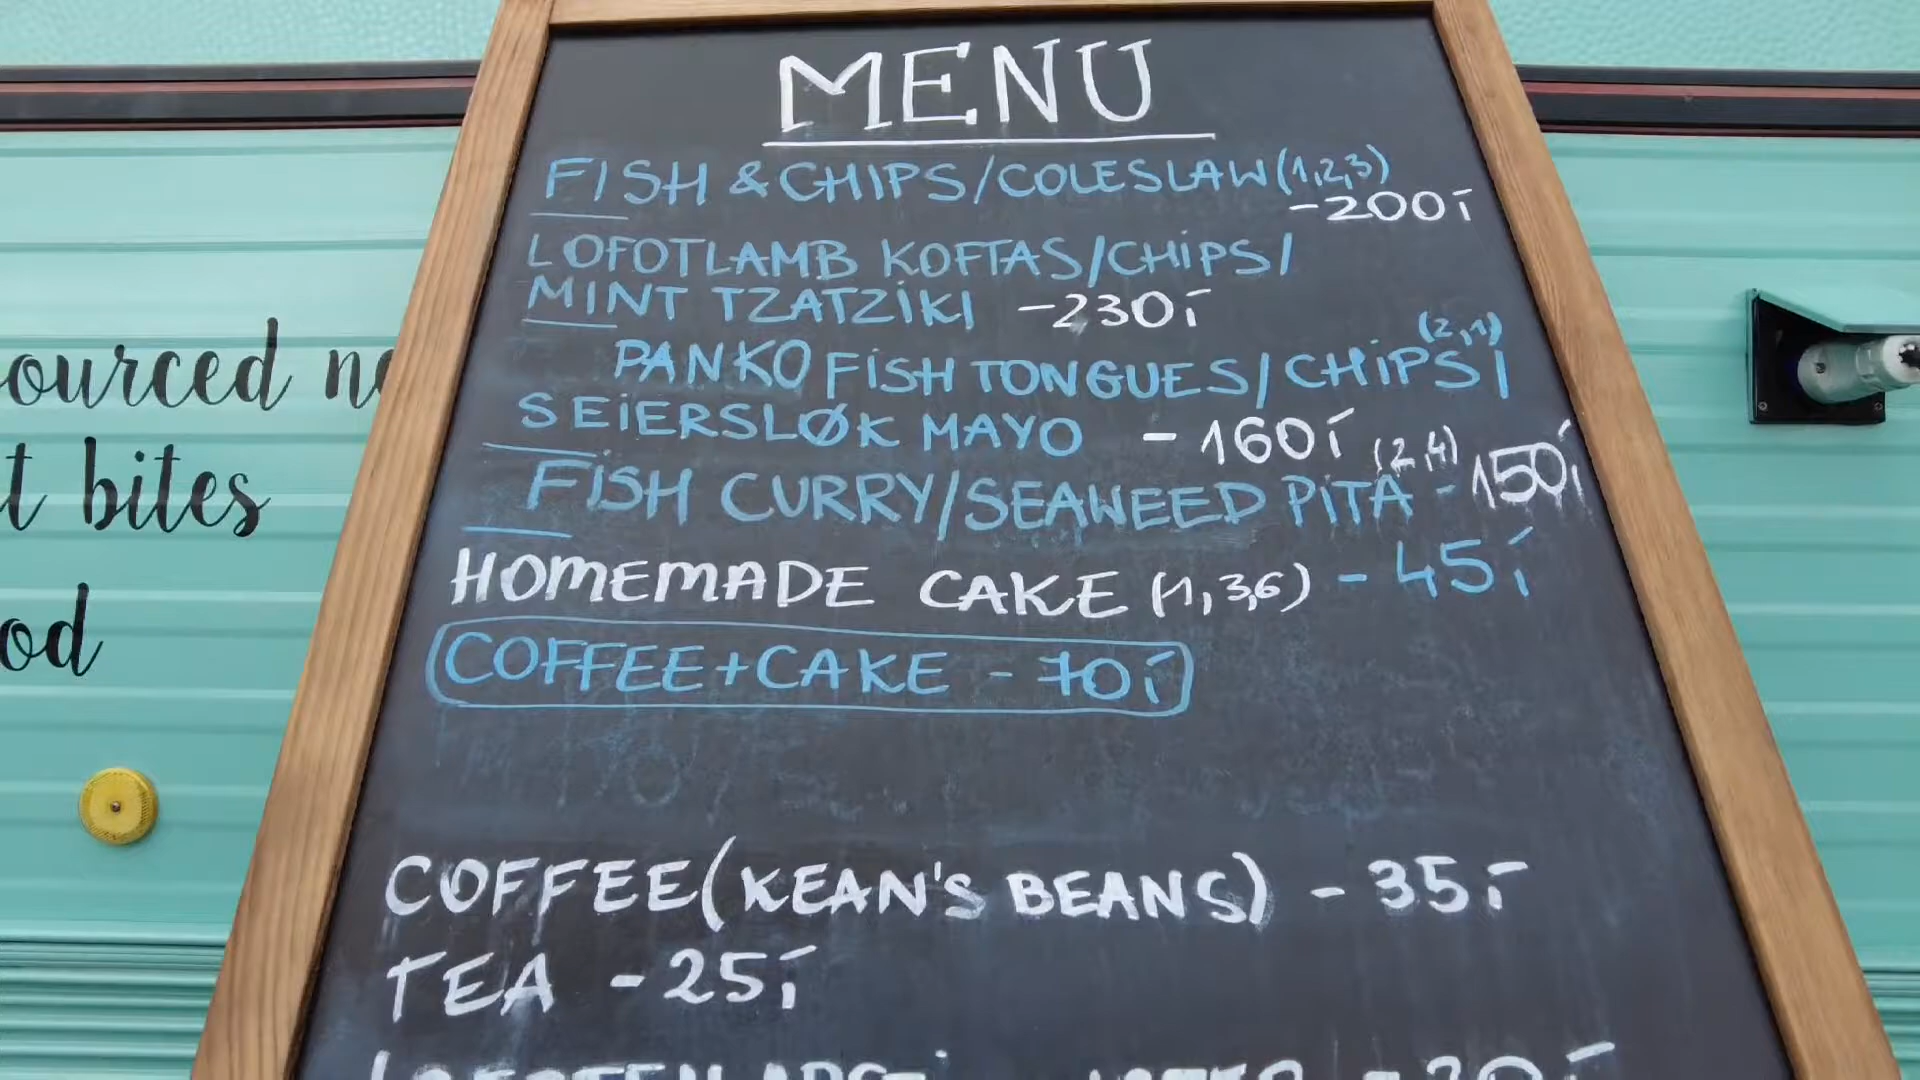 MENU
FISH & CHIPS/COLESLAW (1,2,3)
-200,-
LOFOTLAMB KOFTAS/CHIPS/
MINT TZATZIKI -230,-
(2,1)
PANKO FISH TONGUES/CHIPS/
SEIERSLØK MAYO - 160,-
FISH CURRY/SEAWEED PITA (2,4) - 150,-
HOMEMADE CAKE (1,3,6) - 45,-
COFFEE+CAKE - 70,-
COFFEE (KEAN'S BEANS) - 35,-
TEA - 25,-
ourced
t bites
od